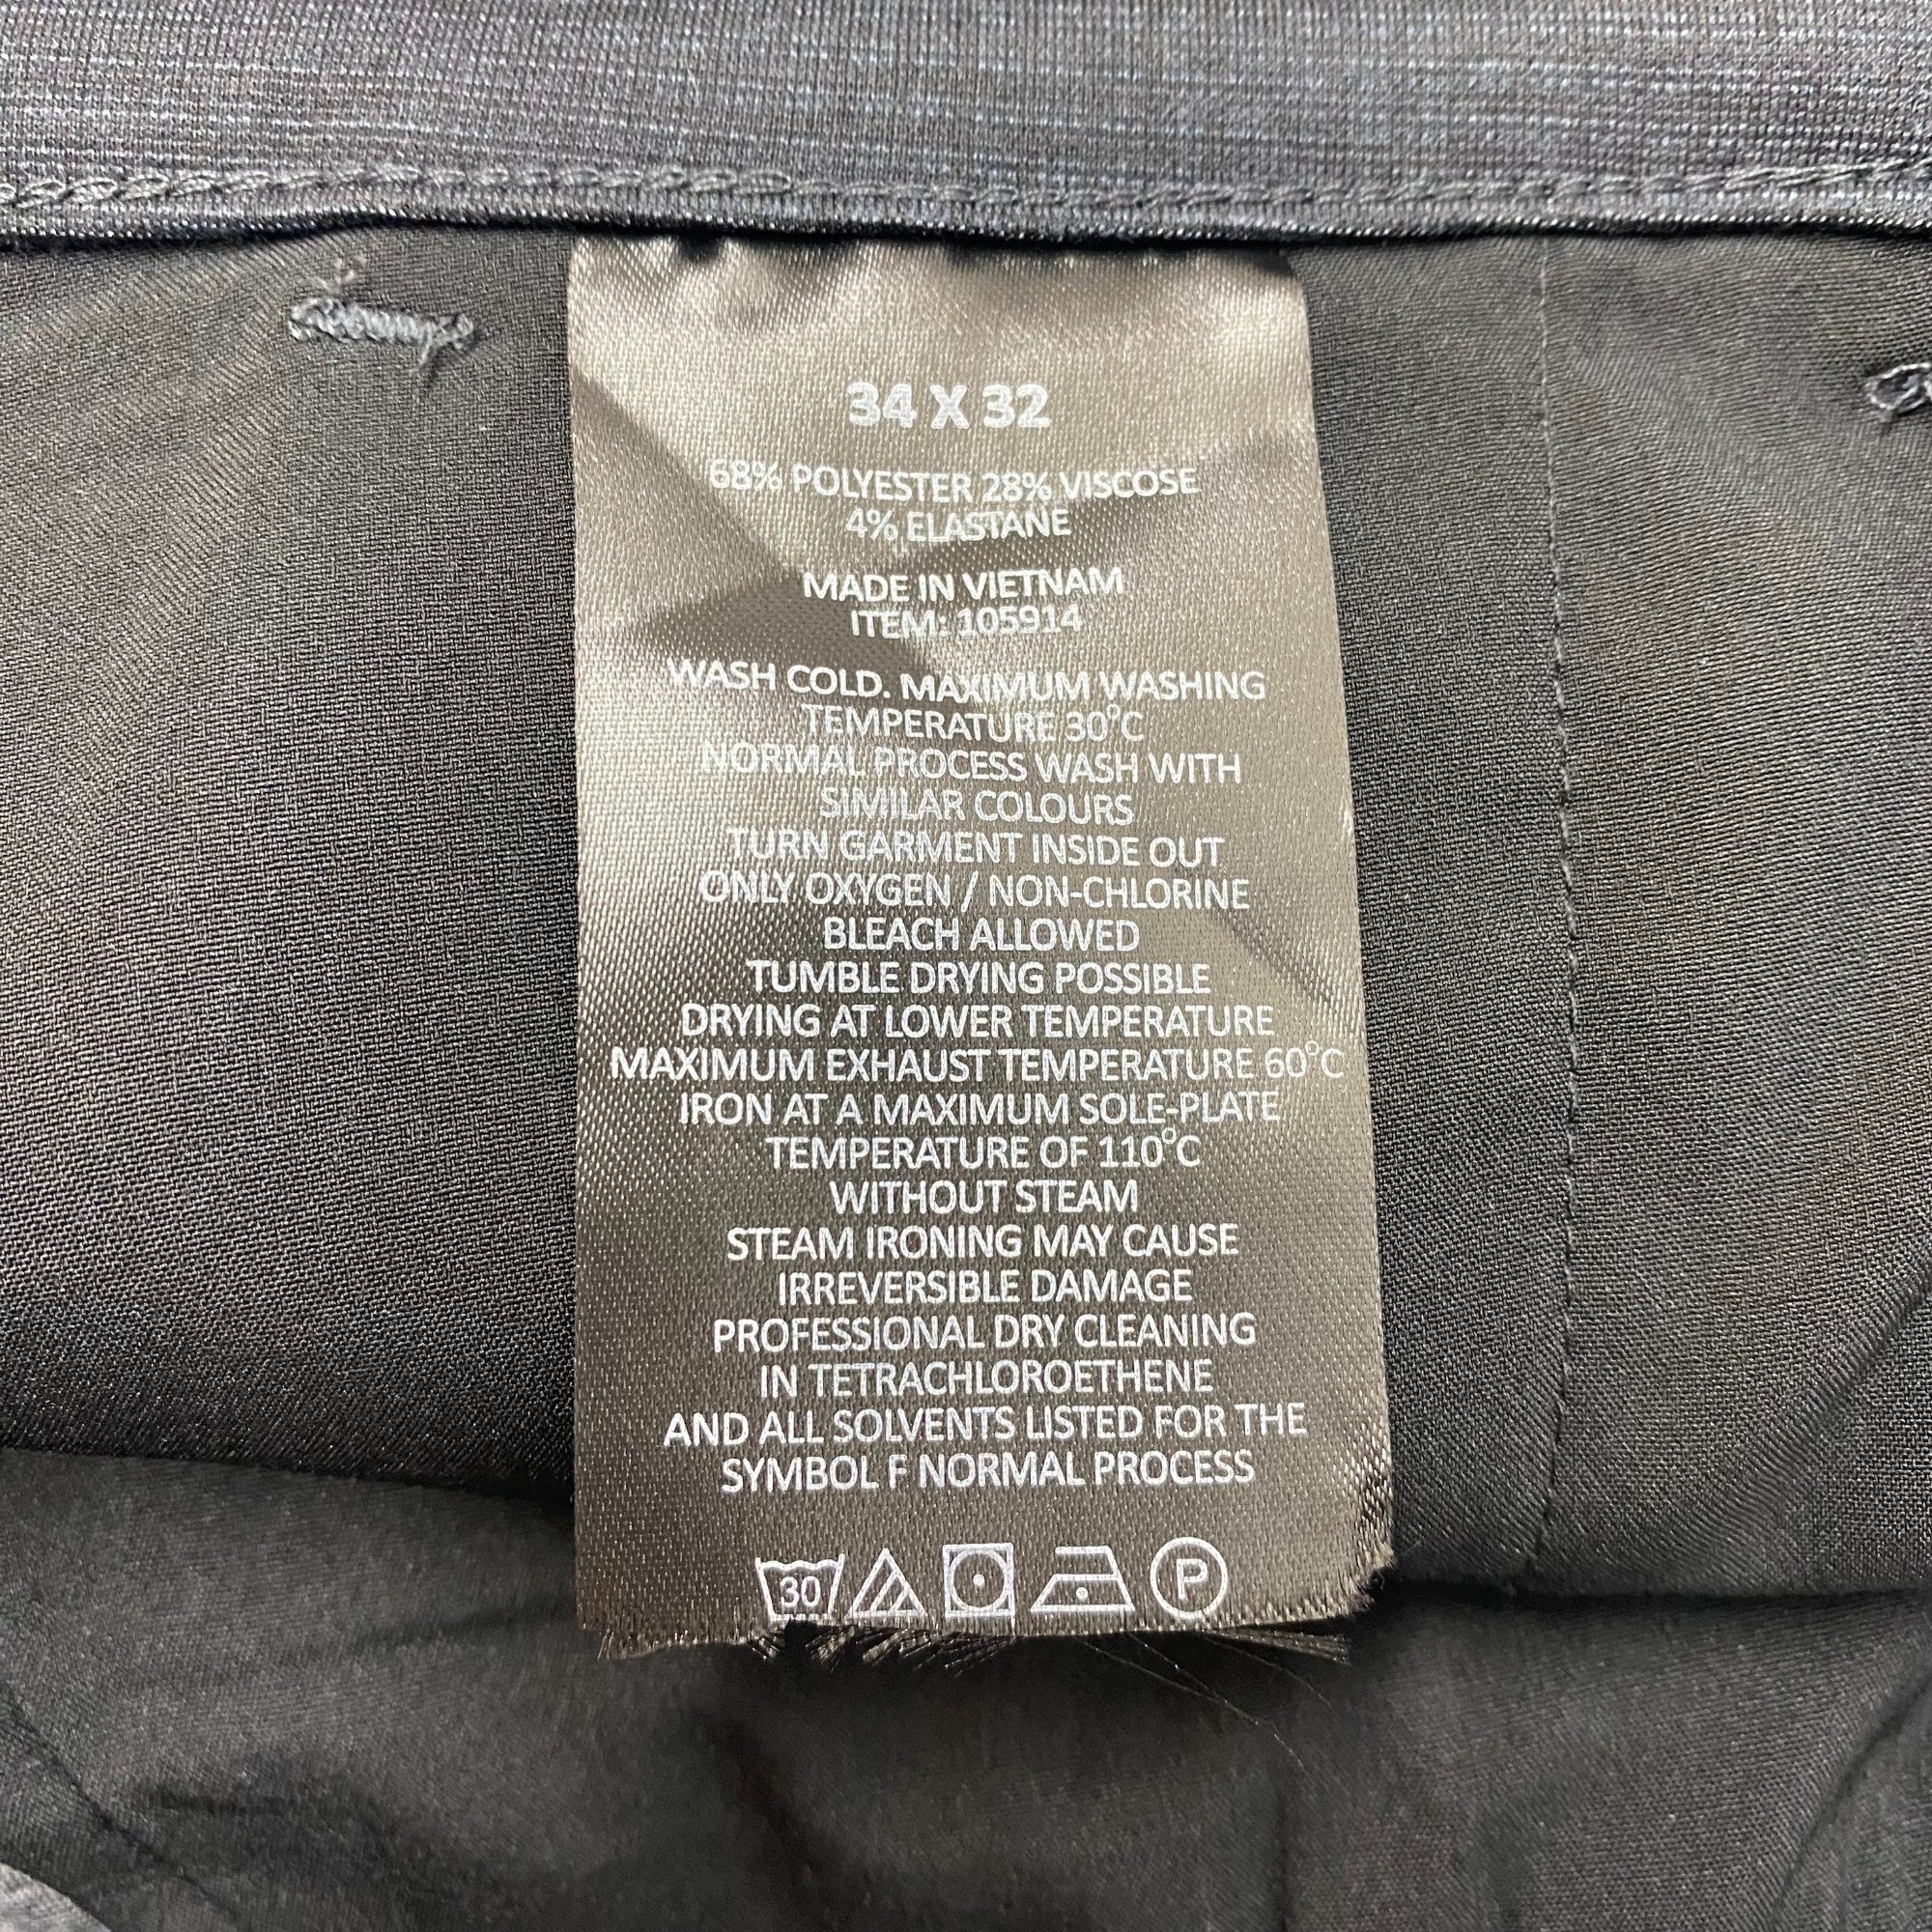 34 X 32
68% POLYESTER 28% VISCOSE
4% ELASTANE
MADE IN VIETNAM
ITEM: 105914
WASH COLD. MAXIMUM WASHING
TEMPERATURE 30°C
NORMAL PROCESS WASH WITH
SIMILAR COLOURS
TURN GARMENT INSIDE OUT
ONLY OXYGEN / NON-CHLORINE
BLEACH ALLOWED
TUMBLE DRYING POSSIBLE
DRYING AT LOWER TEMPERATURE
MAXIMUM EXHAUST TEMPERATURE 60°C
IRON AT A MAXIMUM SOLE-PLATE
TEMPERATURE OF 110°C
WITHOUT STEAM
STEAM IRONING MAY CAUSE
IRREVERSIBLE DAMAGE
PROFESSIONAL DRY CLEANING
IN TETRACHLOROETHENE
AND ALL SOLVENTS LISTED FOR THE
SYMBOL F NORMAL PROCESS
30 P